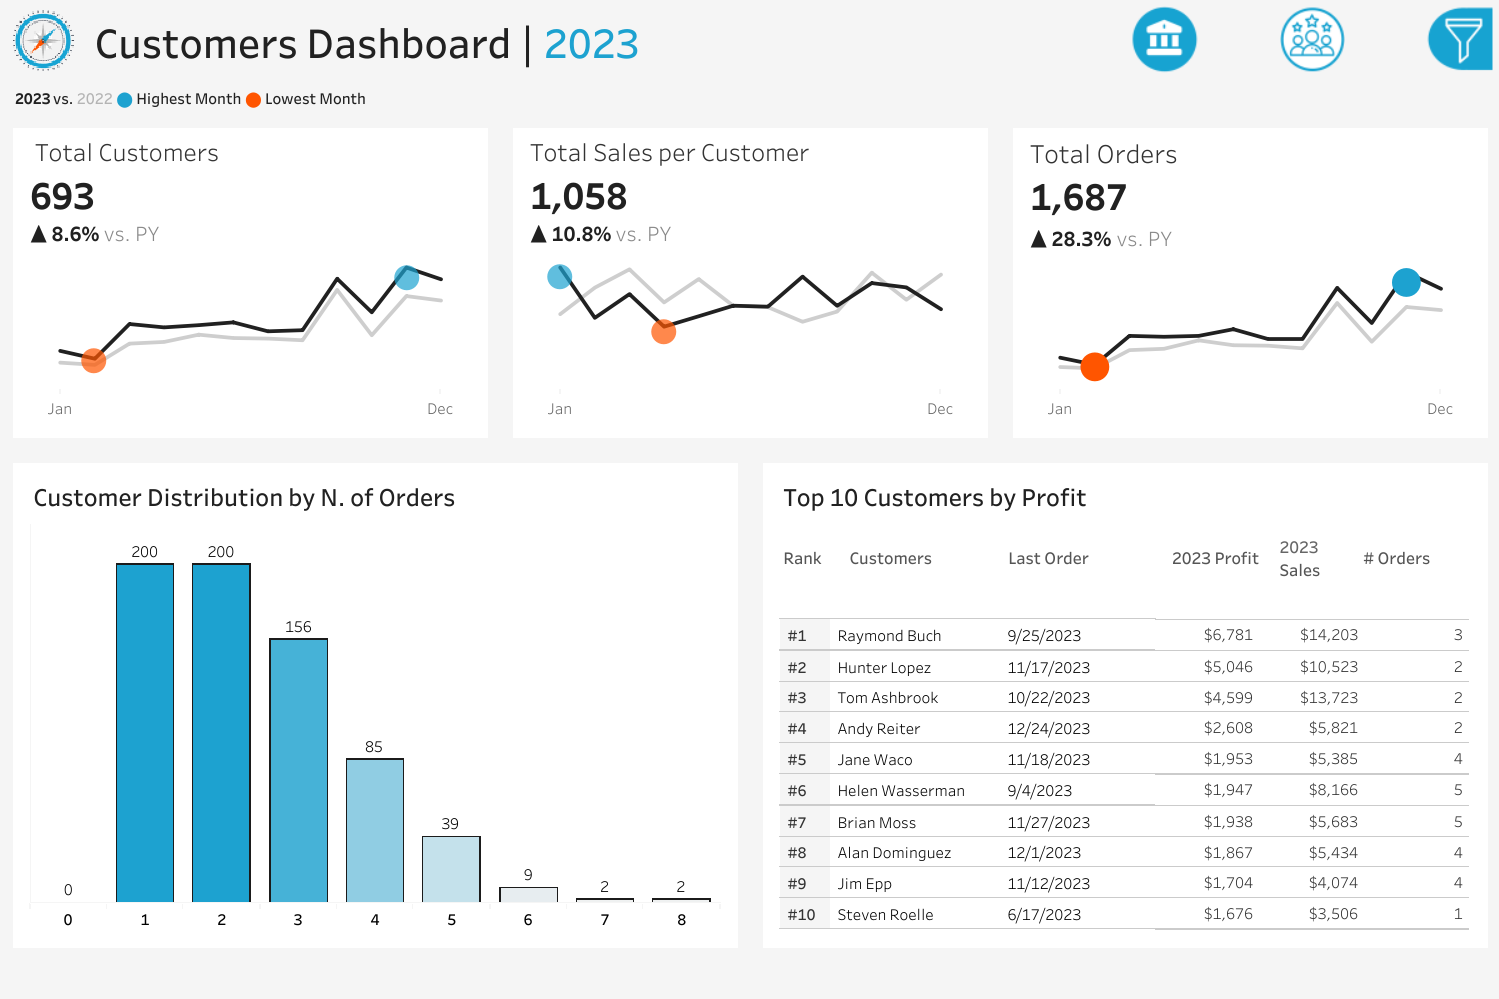 Customers Dashboard | 2023
2023 vs. 2022 Highest Month Lowest Month
Total Customers
693
▲ 8.6% vs. PY
Jan Dec
Total Sales per Customer
1,058
▲ 10.8% vs. PY
Jan Dec
Total Orders
1,687
▲ 28.3% vs. PY
Jan Dec
Customer Distribution by N. of Orders
0 200 200 156 85 39 9 2 2
0 1 2 3 4 5 6 7 8
Top 10 Customers by Profit
Rank Customers Last Order 2023 Profit 2023 Sales # Orders
#1 Raymond Buch 9/25/2023 $6,781 $14,203 3
#2 Hunter Lopez 11/17/2023 $5,046 $10,523 2
#3 Tom Ashbrook 10/22/2023 $4,599 $13,723 2
#4 Andy Reiter 12/24/2023 $2,608 $5,821 2
#5 Jane Waco 11/18/2023 $1,953 $5,385 4
#6 Helen Wasserman 9/4/2023 $1,947 $8,166 5
#7 Brian Moss 11/27/2023 $1,938 $5,683 5
#8 Alan Dominguez 12/1/2023 $1,867 $5,434 4
#9 Jim Epp 11/12/2023 $1,704 $4,074 4
#10 Steven Roelle 6/17/2023 $1,676 $3,506 1